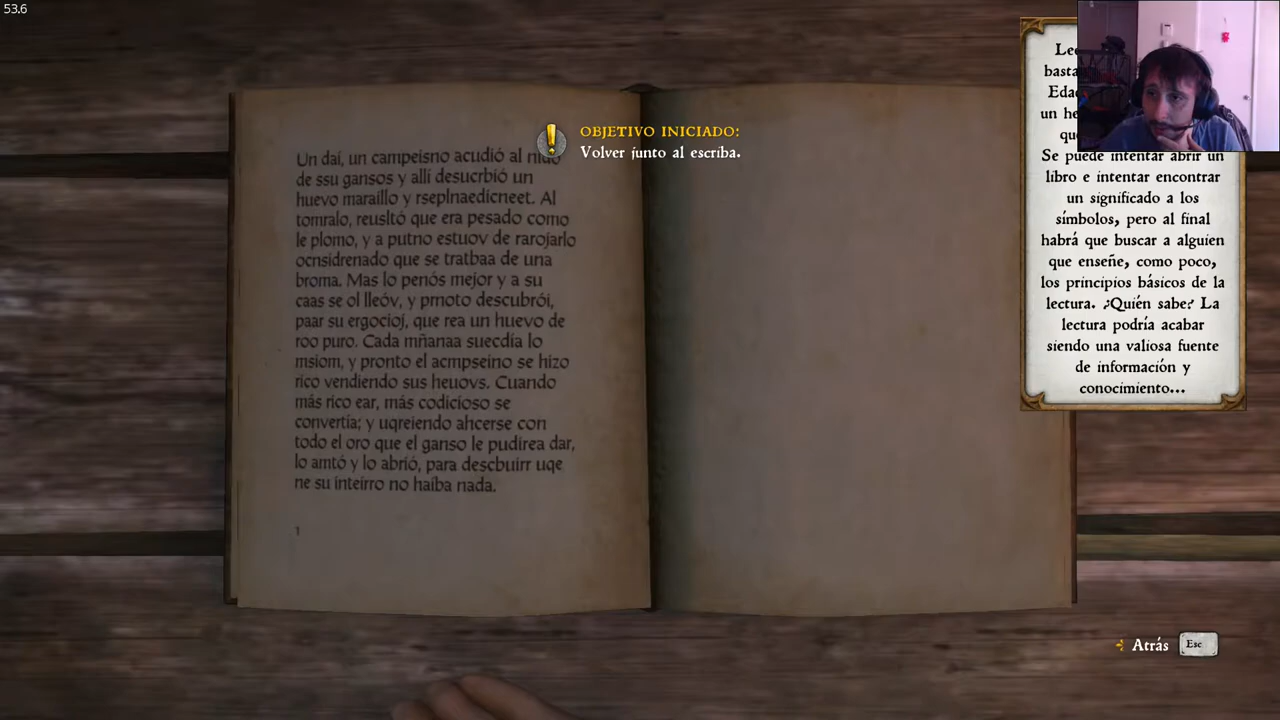 53.6
OBJETIVO INICIADO:
Volver junto al escriba.
Un daí, un campeisno acudió al nido
de ssu gansos y allí desucrbió un
huevo maraíllo y rseplnaedicneet. Al
tomralo, reusltó que era pesado como
le plomo, y a putno estuov de rarojarlo
ocnsidrenado que se tratbaa de una
broma. Mas lo penós mejor y a su
caas se ol lleóv, y prnoto descubrói,
paar su ergocioj, que rea un huevo de
roo puro. Cada mñanaa suecdía lo
msiom, y pronto el acmpseino se hizo
rico vendiendo sus heuovs. Cuando
más rico ear, más codicioso se
convertía; y uqreiendo ahcerse con
todo el oro que el ganso le pudirea dar,
lo amtó y lo abrió, para descbuirr uqe
ne su inteirro no haíba nada.
1
basta
un
Se puede intentar abrir un
libro e intentar encontrar
un significado a los
símbolos, pero al final
habrá que buscar a alguien
que enseñe, como poco,
los principios básicos de la
lectura. ¿Quién sabe? La
lectura podría acabar
siendo una valiosa fuente
de información y
conocimiento...
Atrás Esc